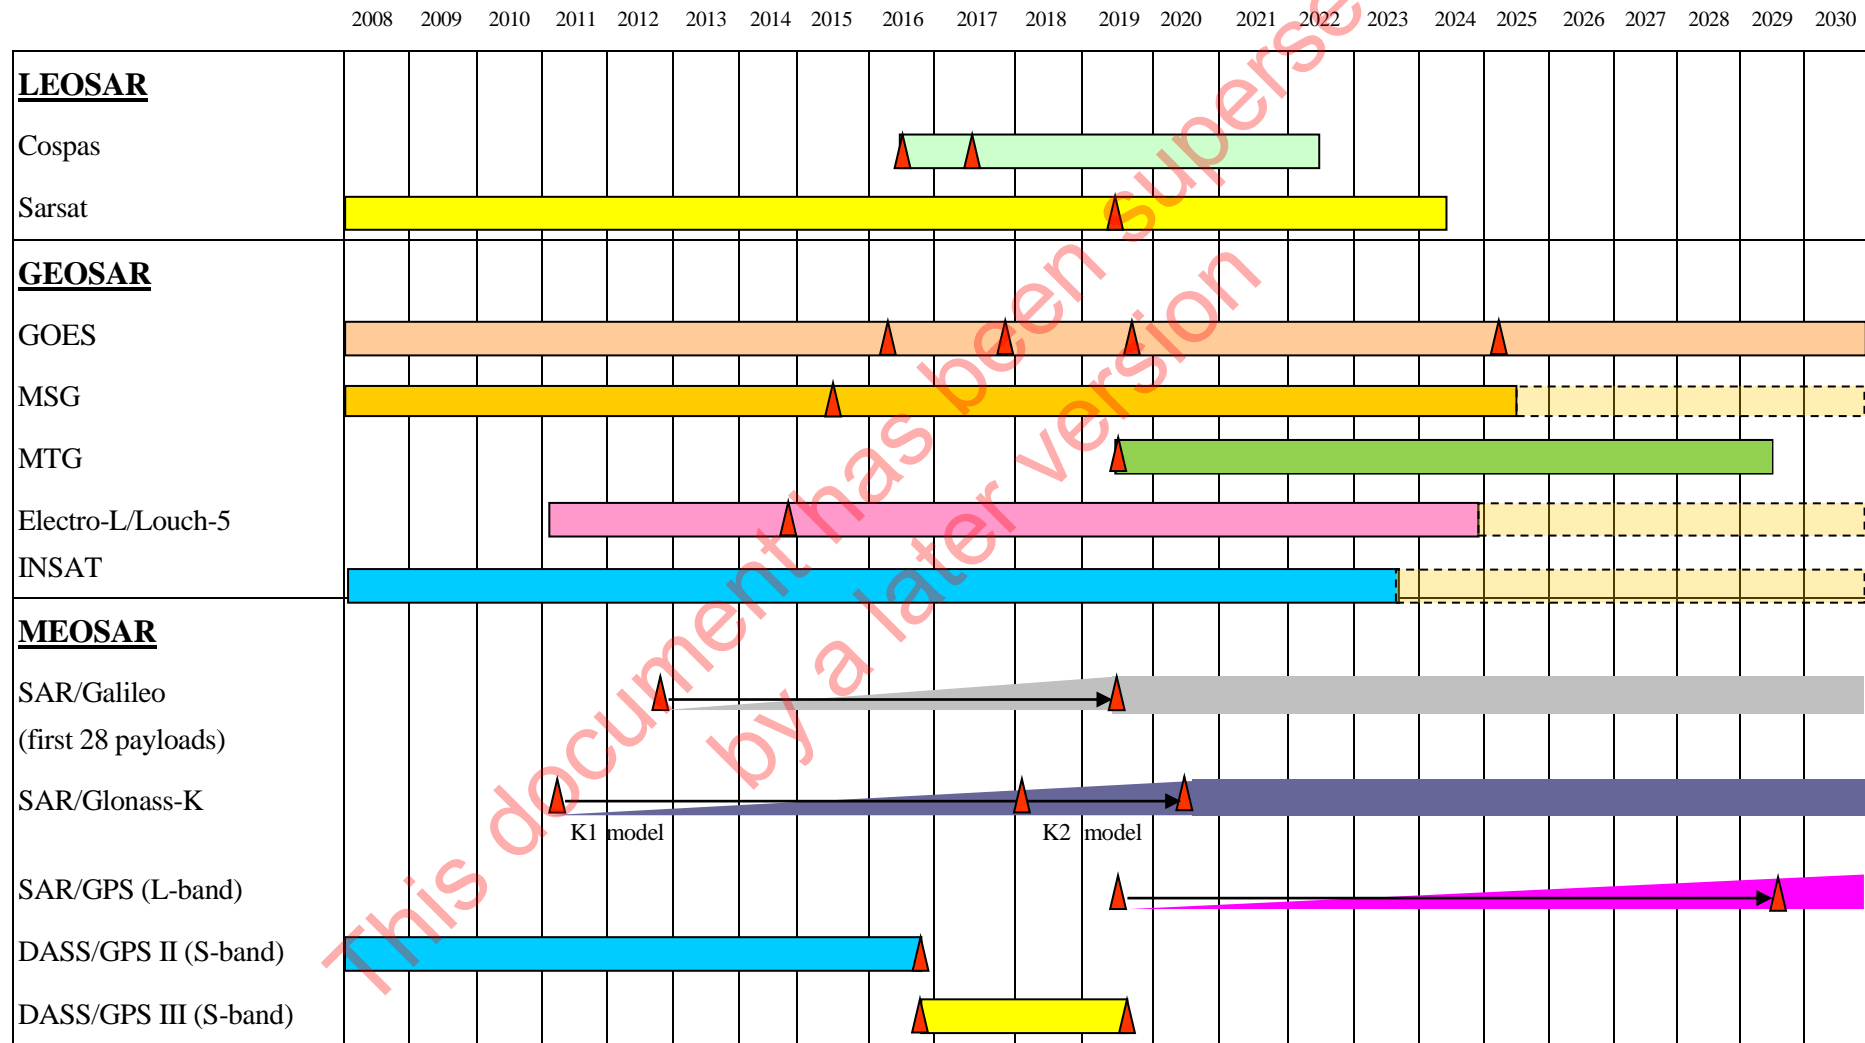 2008 2009 2010 2011 2012 2013 2014 2015 2016 2017 2018 2019 2020 2021 2022 2023 2024 2025 2026 2027 2028 2029 2030
LEOSAR
Cospas
Sarsat
GEOSAR
GOES
MSG
MTG
Electro-L/Louch-5
INSAT
MEOSAR
SAR/Galileo
(first 28 payloads)
SAR/Glonass-K
K1 model K2 model
SAR/GPS (L-band)
DASS/GPS II (S-band)
DASS/GPS III (S-band)
This document has been superse
by a later version